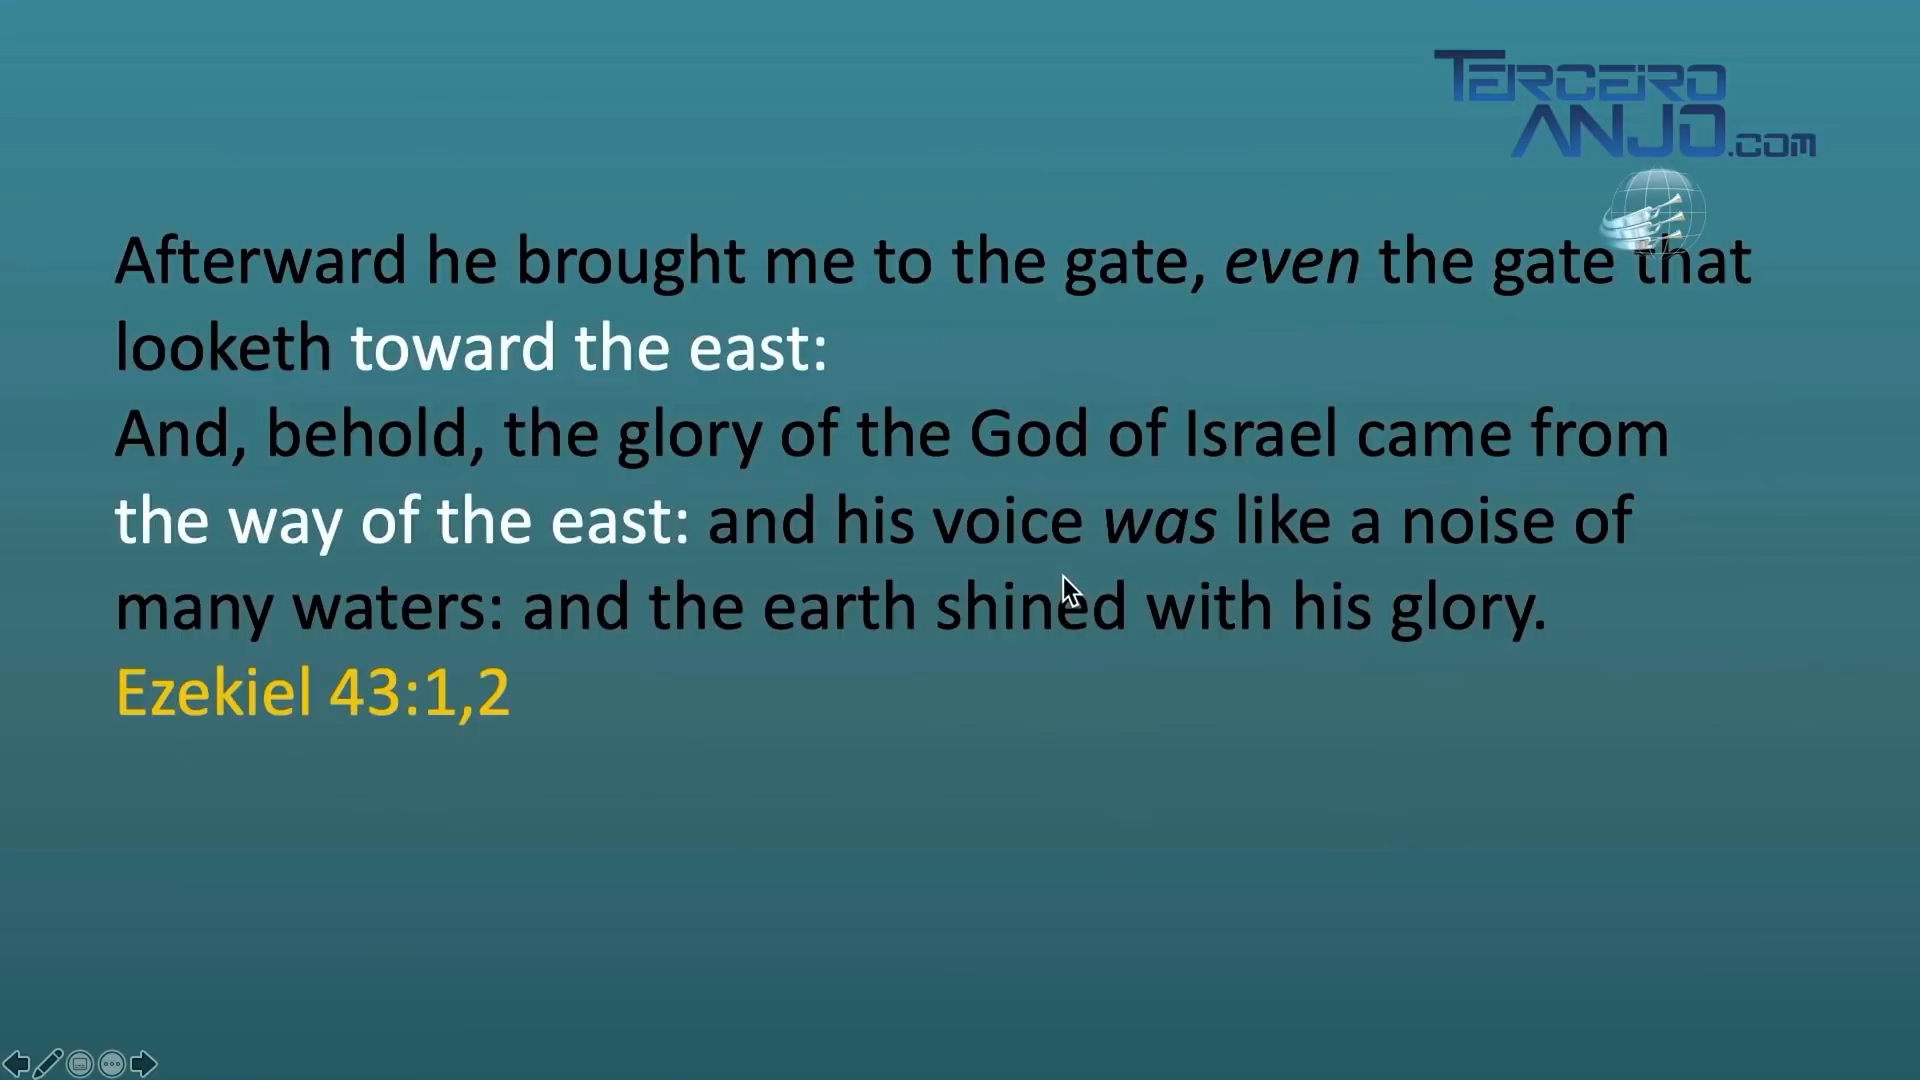 TERCEIRO
ANJO.com
Afterward he brought me to the gate, even the gate that
looketh toward the east:
And, behold, the glory of the God of Israel came from
the way of the east: and his voice was like a noise of
many waters: and the earth shined with his glory.
Ezekiel 43:1,2